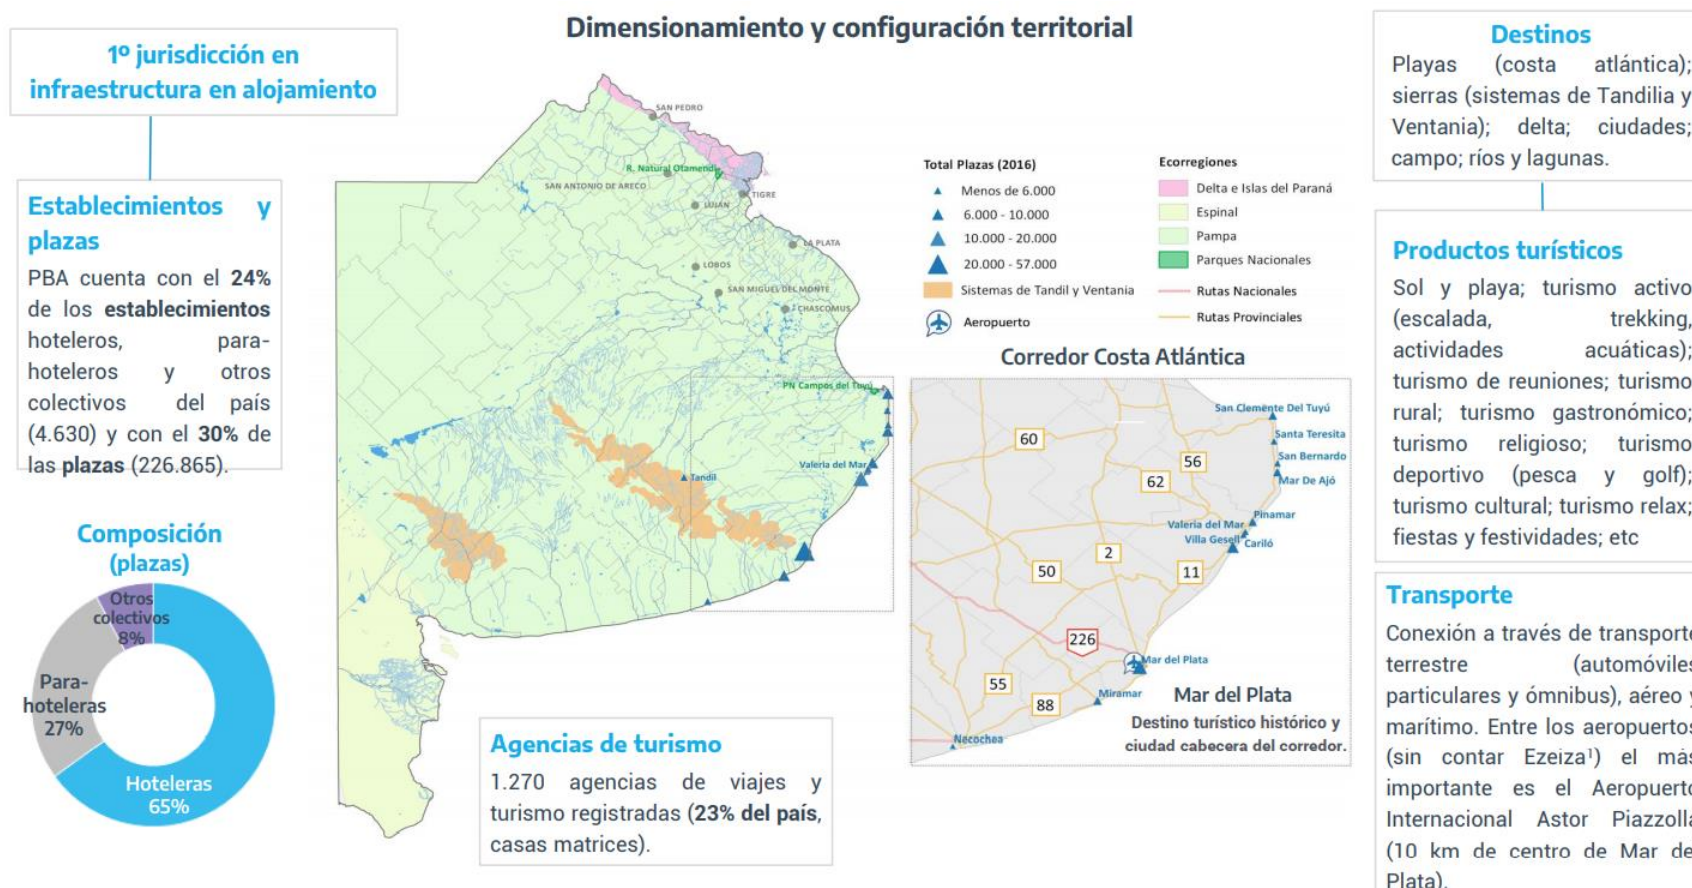 Dimensionamiento y configuración territorial
1º jurisdicción en
infraestructura en alojamiento
Establecimientos y
plazas
PBA cuenta con el 24%
de los establecimientos
hoteleros, para-
hoteleros y otros
colectivos del país
(4.630) y con el 30% de
las plazas (226.865).
Composición
(plazas)
Otros
colectivos
8%
Para-
hoteleras
27%
Hoteleras
65%
SAN PEDRO
R. Natural Otamendi
SAN ANTONIO DE ARECO
TIGRE
LUJÁN
LA PLATA
LOBOS
SAN MIGUEL DEL MONTE
CHASCOMUS
PN Campos del Tuyú
Valeria del Mar
Tandil
Total Plazas (2016)
Menos de 6.000
6.000 - 10.000
10.000 - 20.000
20.000 - 57.000
Sistemas de Tandil y Ventania
Aeropuerto
Ecorregiones
Delta e Islas del Paraná
Espinal
Pampa
Parques Nacionales
Rutas Nacionales
Rutas Provinciales
Corredor Costa Atlántica
San Clemente Del Tuyú
Santa Teresita
San Bernardo
Mar De Ajó
Pinamar
Valeria del Mar
Villa Gesell
Cariló
60
56
62
2
50
11
226
55
88
Mar del Plata
Miramar
Necochea
Mar del Plata
Destino turístico histórico y
ciudad cabecera del corredor.
Agencias de turismo
1.270 agencias de viajes y
turismo registradas (23% del país,
casas matrices).
Destinos
Playas (costa atlántica);
sierras (sistemas de Tandilia y
Ventania); delta; ciudades;
campo; ríos y lagunas.
Productos turísticos
Sol y playa; turismo activo
(escalada, trekking,
actividades acuáticas);
turismo de reuniones; turismo
rural; turismo gastronómico;
turismo religioso; turismo
deportivo (pesca y golf);
turismo cultural; turismo relax;
fiestas y festividades; etc
Transporte
Conexión a través de transporte
terrestre (automóviles
particulares y ómnibus), aéreo y
marítimo. Entre los aeropuertos
(sin contar Ezeiza¹) el más
importante es el Aeropuerto
Internacional Astor Piazzolla
(10 km de centro de Mar del
Plata).